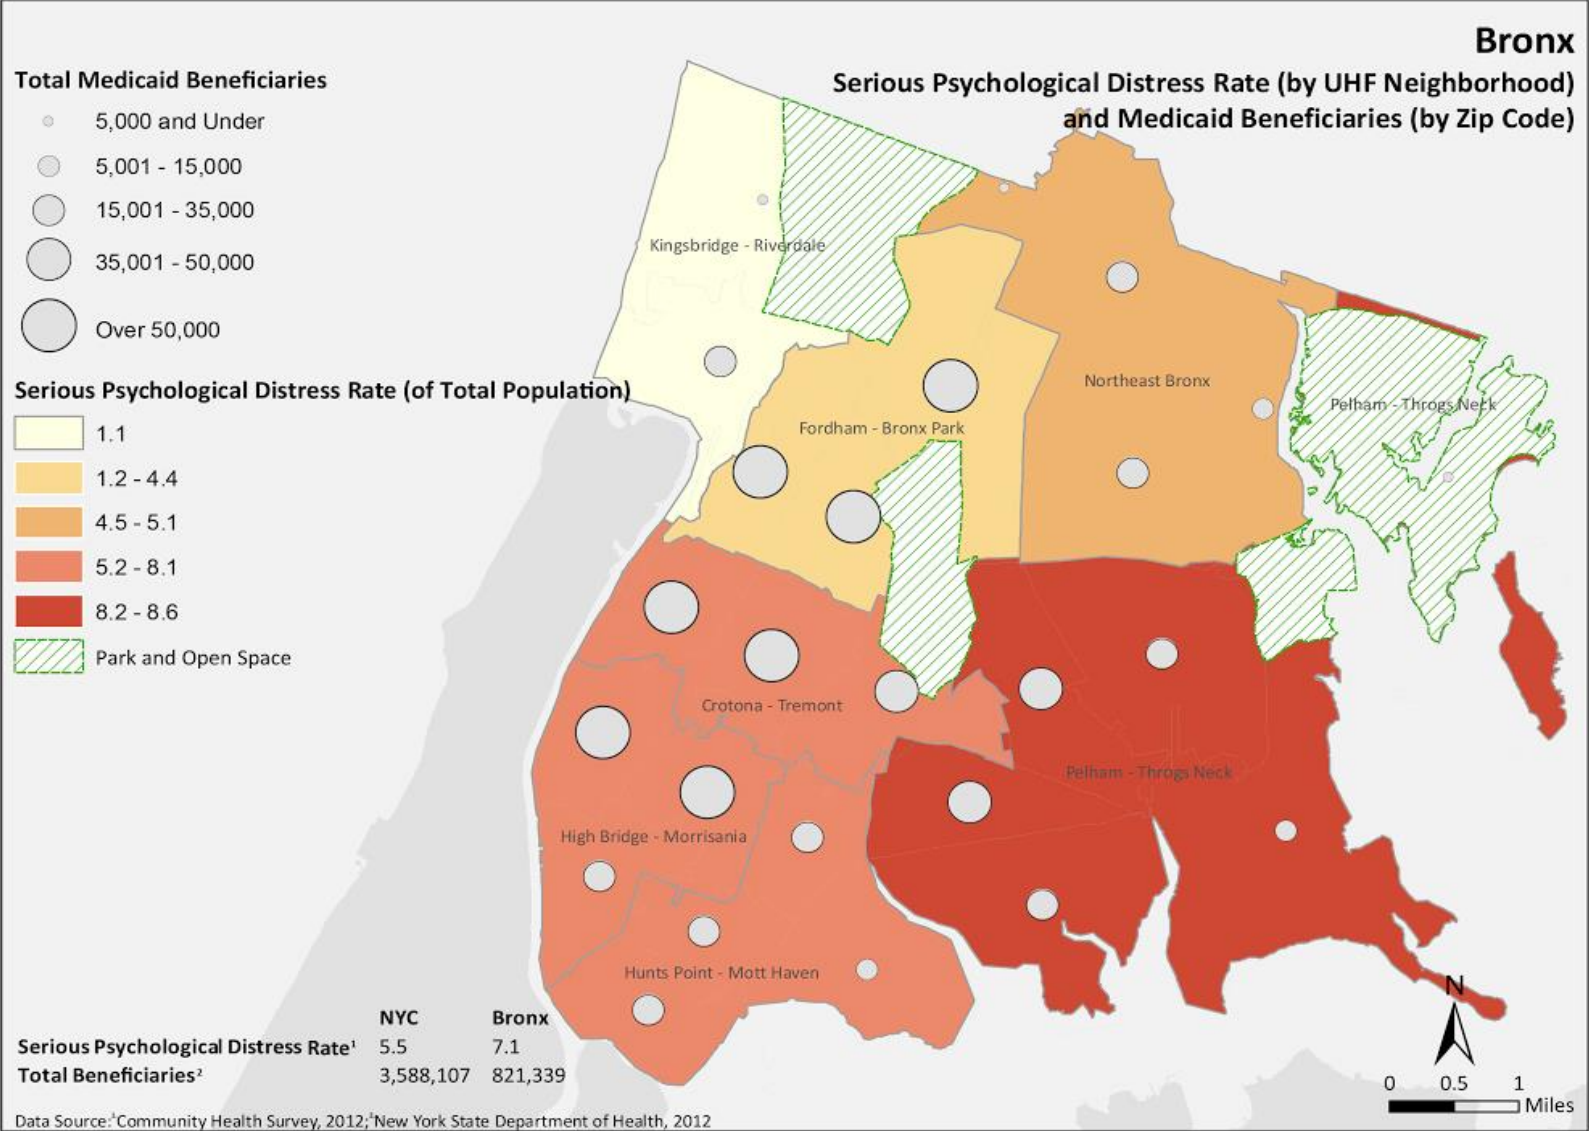 Bronx
Serious Psychological Distress Rate (by UHF Neighborhood)
and Medicaid Beneficiaries (by Zip Code)
Total Medicaid Beneficiaries
5,000 and Under
5,001 - 15,000
15,001 - 35,000
35,001 - 50,000
Over 50,000
Serious Psychological Distress Rate (of Total Population)
1.1
1.2 - 4.4
4.5 - 5.1
5.2 - 8.1
8.2 - 8.6
Park and Open Space
Kingsbridge - Riverdale
Northeast Bronx
Pelham - Throgs Neck
Fordham - Bronx Park
Crotona - Tremont
Pelham - Throgs Neck
High Bridge - Morrisania
Hunts Point - Mott Haven
NYC Bronx
Serious Psychological Distress Rate¹ 5.5 7.1
Total Beneficiaries² 3,588,107 821,339
N
0 0.5 1
Miles
Data Source:¹Community Health Survey, 2012;²New York State Department of Health, 2012